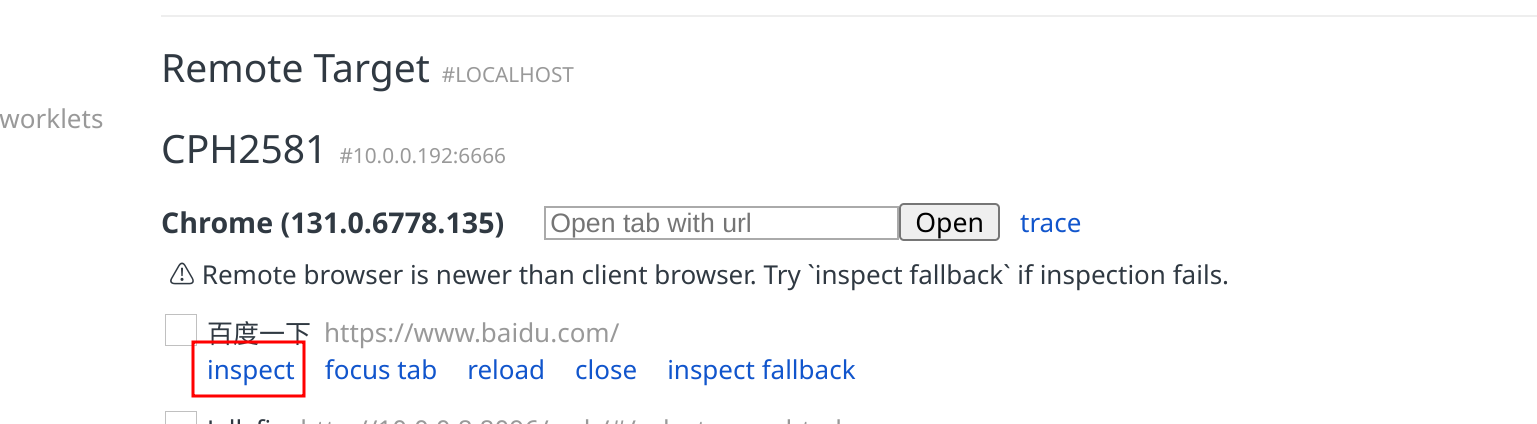 Remote Target #LOCALHOST
worklets
CPH2581 #10.0.0.192:6666
Chrome (131.0.6778.135) Open tab with url Open trace
Remote browser is newer than client browser. Try `inspect fallback` if inspection fails.
百度一下 https://www.baidu.com/
inspect focus tab reload close inspect fallback